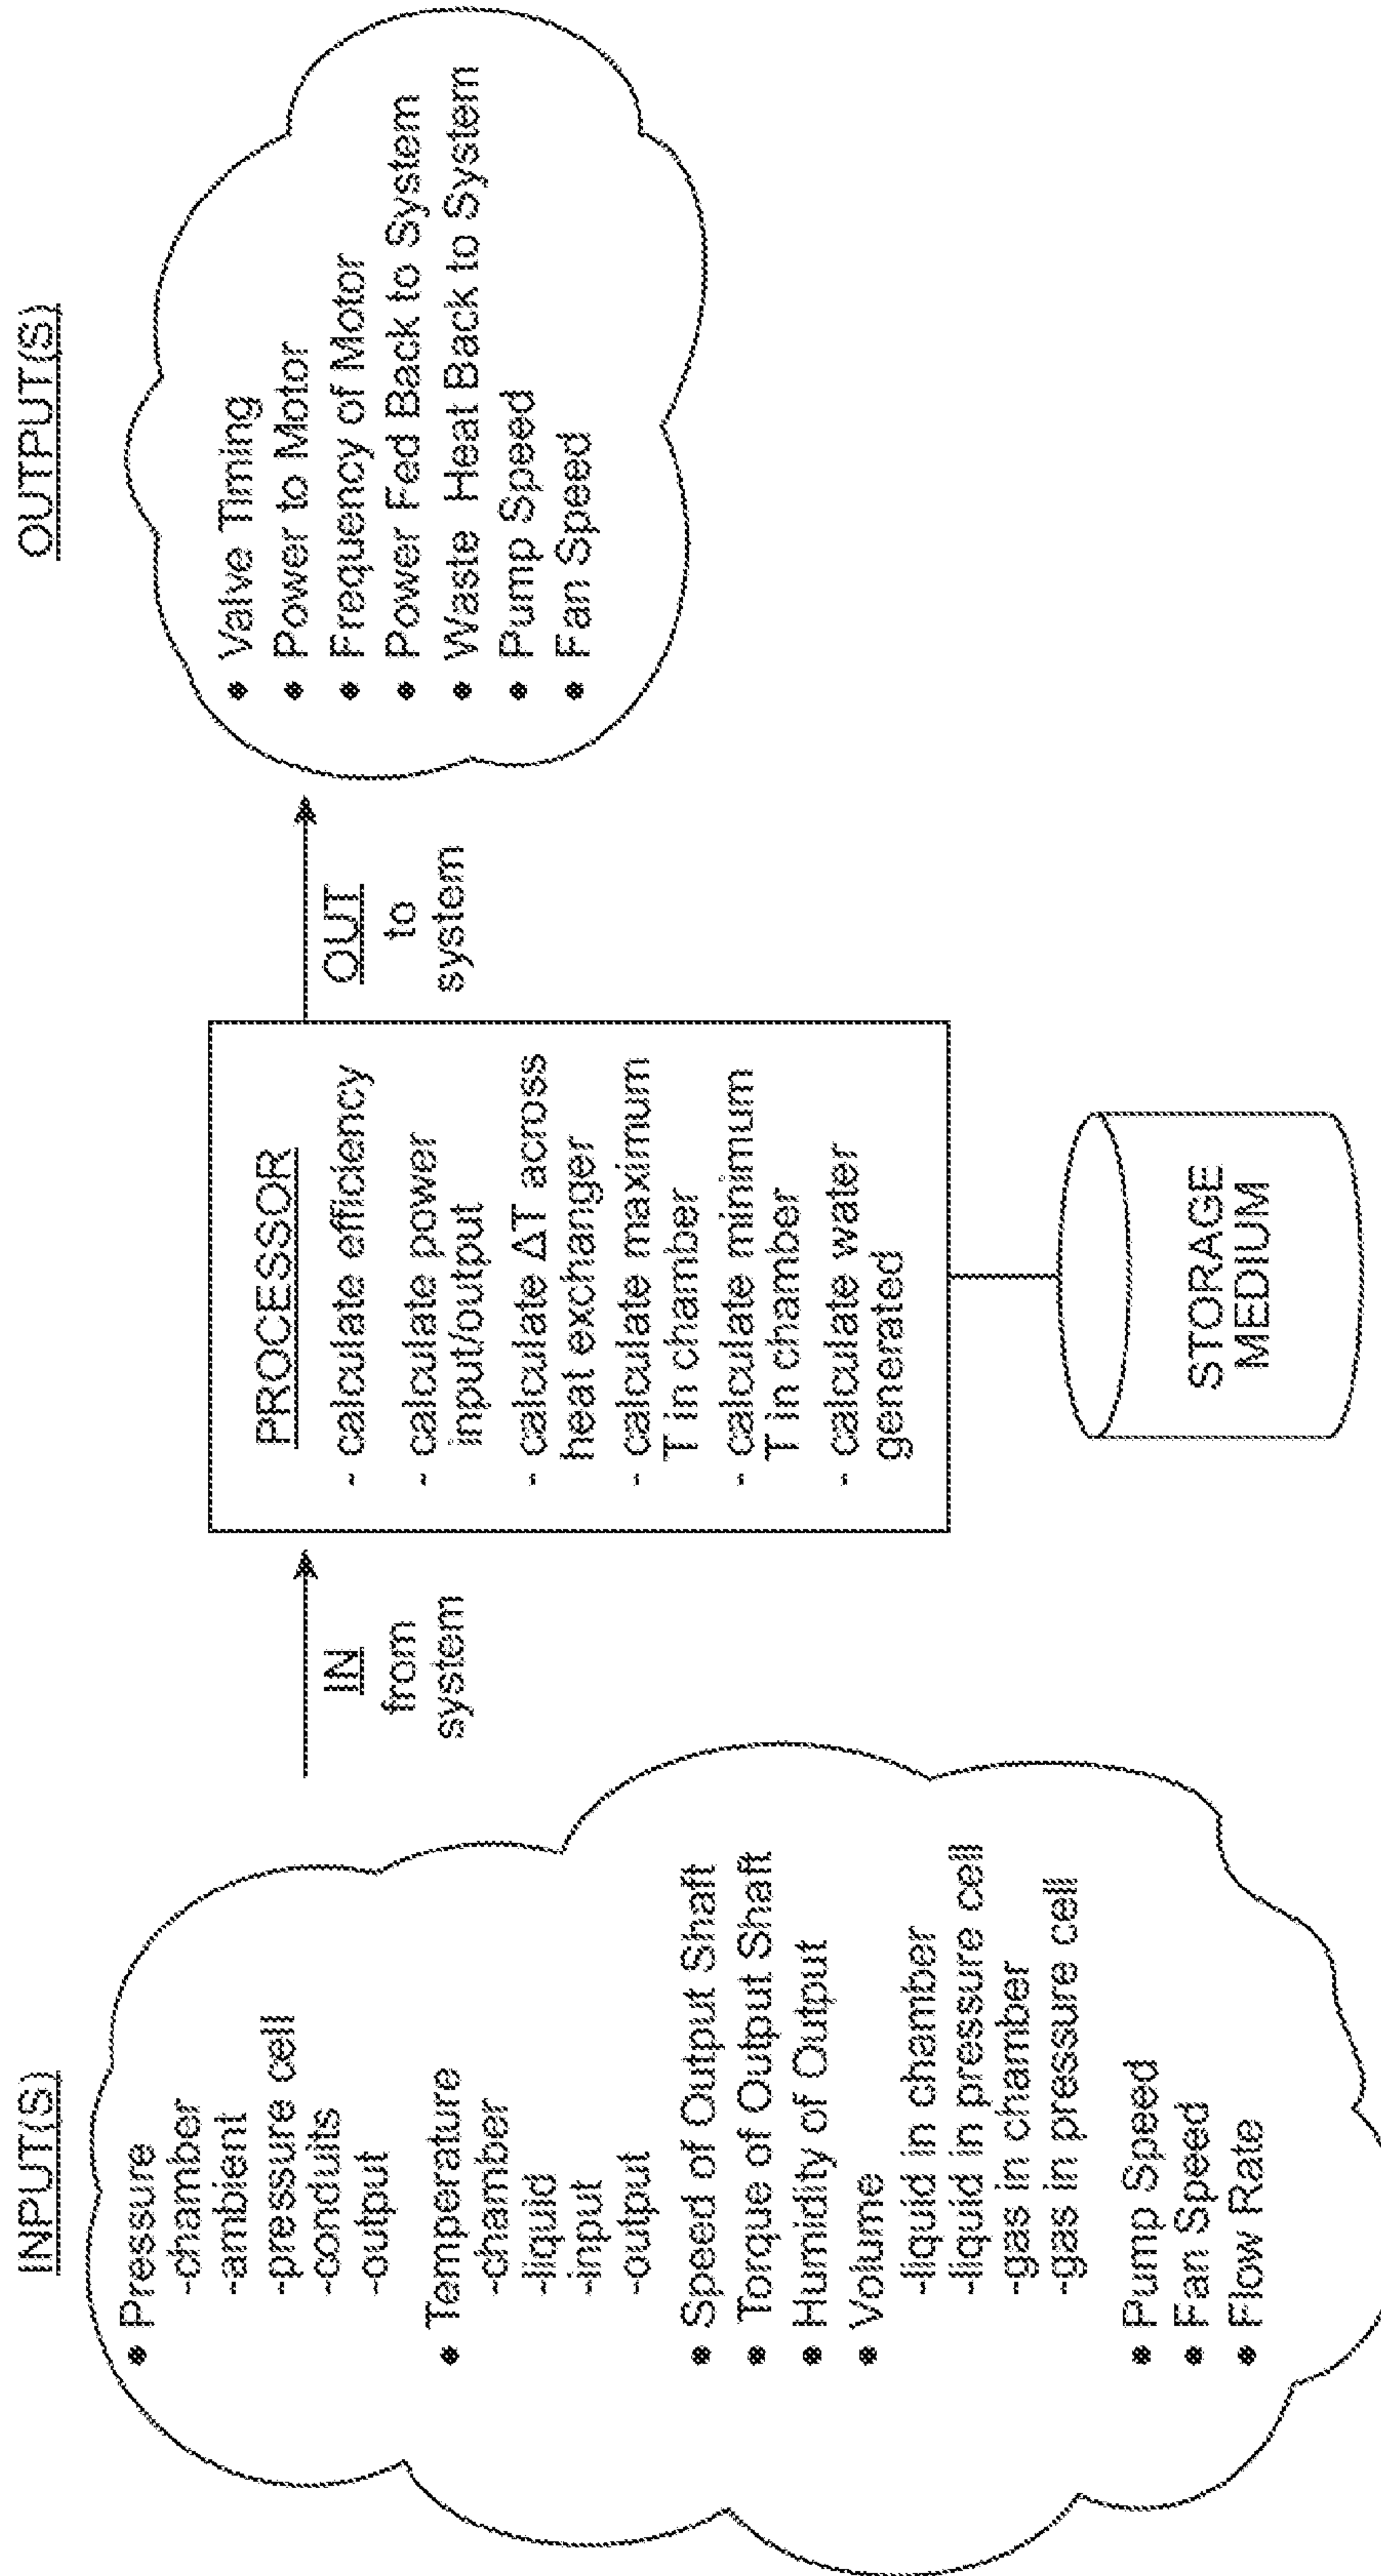 INPUT(S)
● Pressure
-chamber
-ambient
-pressure cell
-conduits
-output
● Temperature
-chamber
-liquid
-input
-output
● Speed of Output Shaft
● Torque of Output Shaft
● Humidity of Output
● Volume
-liquid in chamber
-liquid in pressure cell
-gas in chamber
-gas in pressure cell
● Pump Speed
● Fan Speed
● Flow Rate
IN
from
system
PROCESSOR
- calculate efficiency
- calculate power
input/output
- calculate ΔT across
heat exchanger
- calculate maximum
T in chamber
- calculate minimum
T in chamber
- calculate water
generated
STORAGE
MEDIUM
OUT
to
system
OUTPUT(S)
● Valve Timing
● Power to Motor
● Frequency of Motor
● Power Fed Back to System
● Waste Heat Back to System
● Pump Speed
● Fan Speed